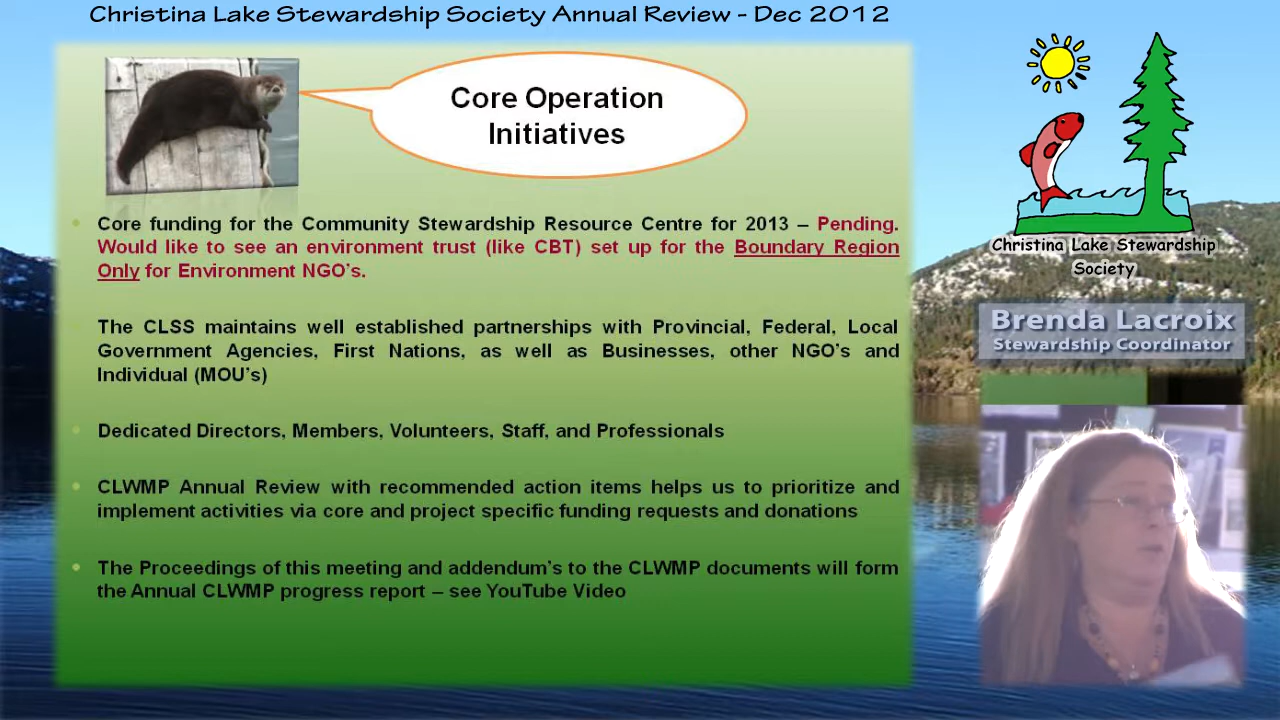 Christina Lake Stewardship Society Annual Review - Dec 2012
Core Operation
Initiatives
Core funding for the Community Stewardship Resource Centre for 2013 – Pending.
Would like to see an environment trust (like CBT) set up for the Boundary Region
Only for Environment NGO's.
The CLSS maintains well established partnerships with Provincial, Federal, Local
Government Agencies, First Nations, as well as Businesses, other NGO's and
Individual (MOU's)
Dedicated Directors, Members, Volunteers, Staff, and Professionals
CLWMP Annual Review with recommended action items helps us to prioritize and
implement activities via core and project specific funding requests and donations
The Proceedings of this meeting and addendum's to the CLWMP documents will form
the Annual CLWMP progress report – see YouTube Video
Christina Lake Stewardship
Society
Brenda Lacroix
Stewardship Coordinator